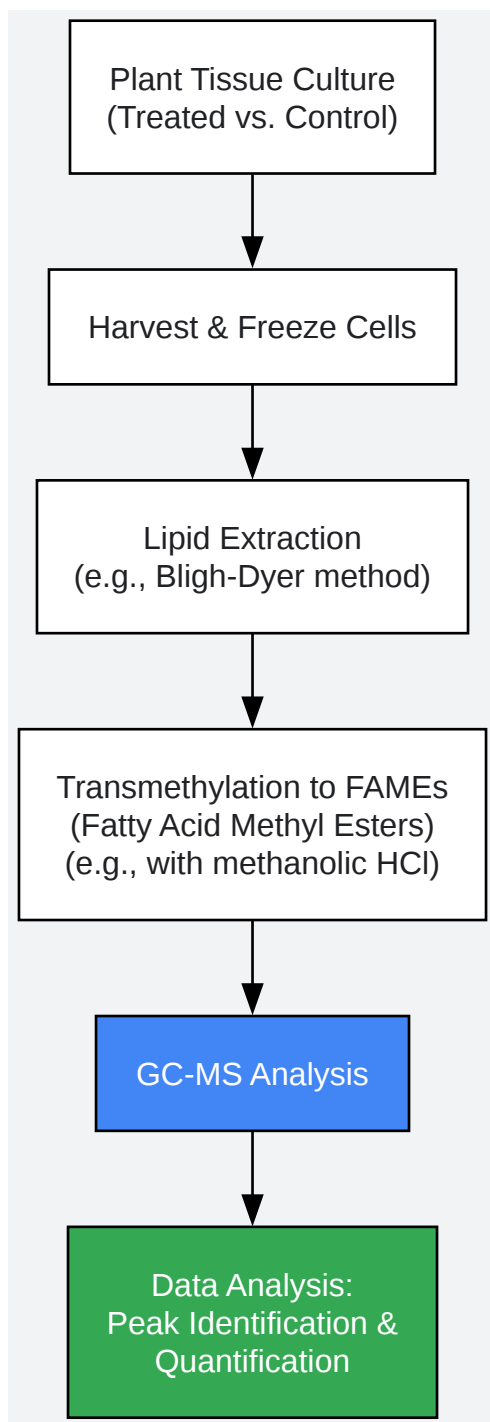 Plant Tissue Culture
(Treated vs. Control)
Harvest & Freeze Cells
Lipid Extraction
(e.g., Bligh-Dyer method)
Transmethylation to FAMEs
(Fatty Acid Methyl Esters)
(e.g., with methanolic HCl)
GC-MS Analysis
Data Analysis:
Peak Identification &
Quantification